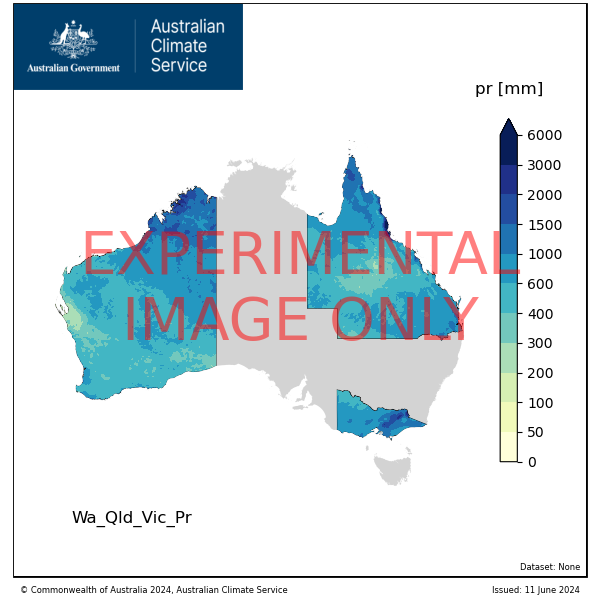 Australian Government
Australian
Climate
Service
pr [mm]
6000
3000
2000
1500
1000
600
400
300
200
100
50
0
EXPERIMENTAL
IMAGE ONLY
Wa_Qld_Vic_Pr
Dataset: None
© Commonwealth of Australia 2024, Australian Climate Service
Issued: 11 June 2024